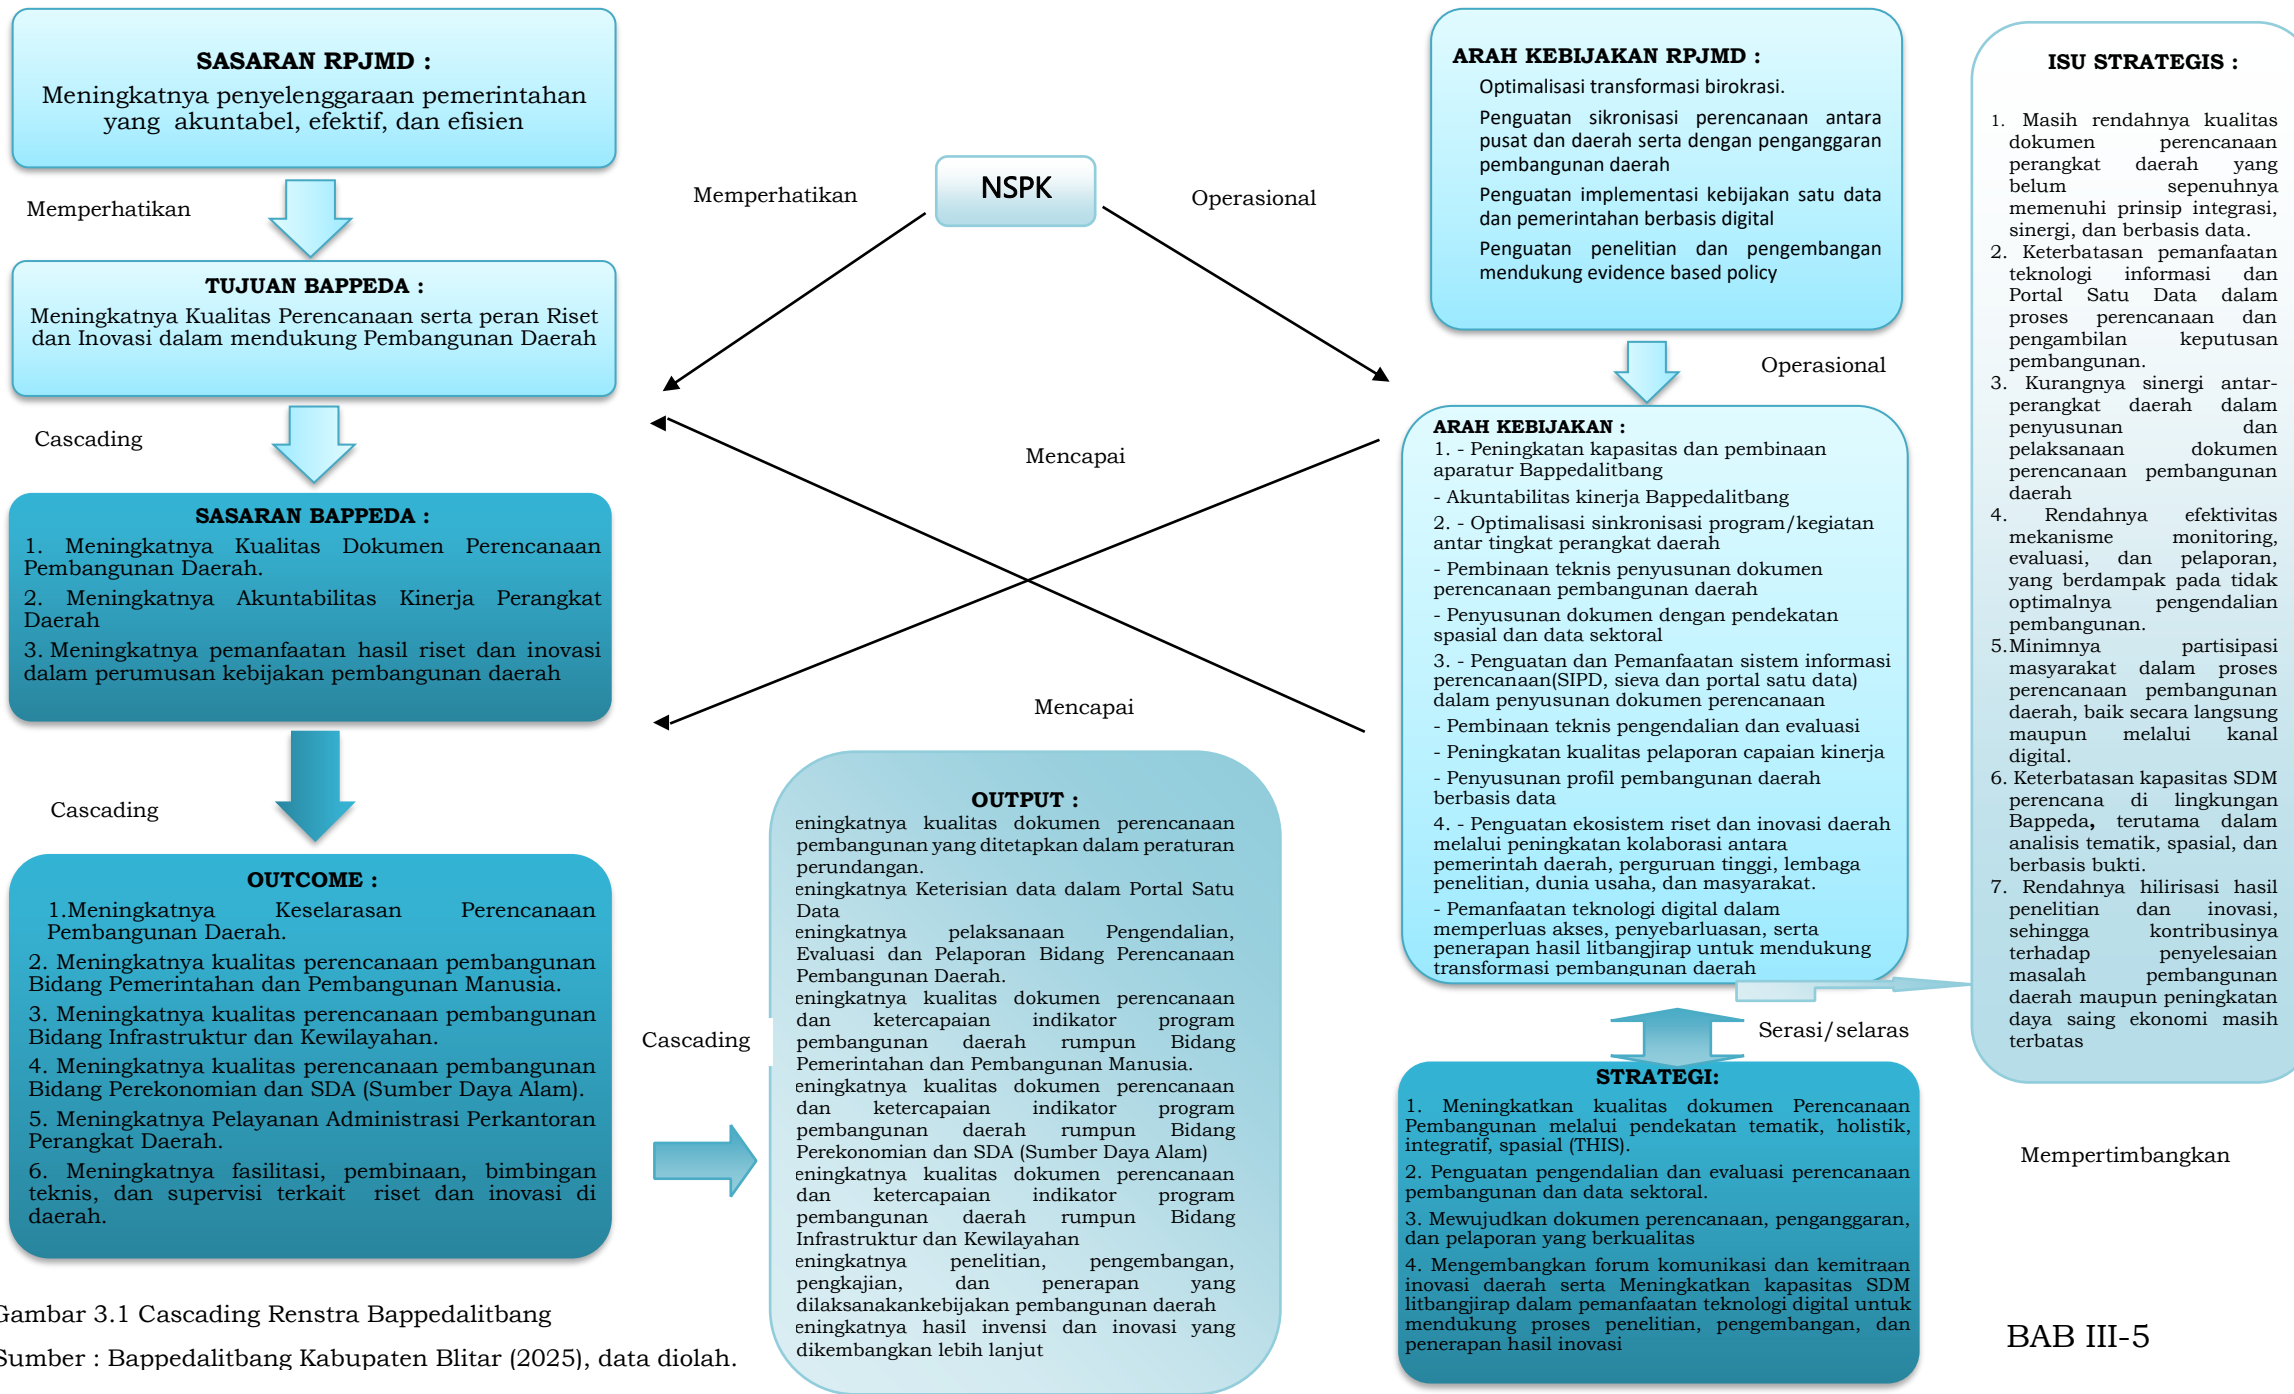 SASARAN RPJMD :
Meningkatnya penyelenggaraan pemerintahan
yang akuntabel, efektif, dan efisien
Memperhatikan
TUJUAN BAPPEDA :
Meningkatnya Kualitas Perencanaan serta peran Riset
dan Inovasi dalam mendukung Pembangunan Daerah
Cascading
SASARAN BAPPEDA :
1. Meningkatnya Kualitas Dokumen Perencanaan
Pembangunan Daerah.
2. Meningkatnya Akuntabilitas Kinerja Perangkat
Daerah
3. Meningkatnya pemanfaatan hasil riset dan inovasi
dalam perumusan kebijakan pembangunan daerah
Cascading
OUTCOME :
1.Meningkatnya Keselarasan Perencanaan
Pembangunan Daerah.
2. Meningkatnya kualitas perencanaan pembangunan
Bidang Pemerintahan dan Pembangunan Manusia.
3. Meningkatnya kualitas perencanaan pembangunan
Bidang Infrastruktur dan Kewilayahan.
4. Meningkatnya kualitas perencanaan pembangunan
Bidang Perekonomian dan SDA (Sumber Daya Alam).
5. Meningkatnya Pelayanan Administrasi Perkantoran
Perangkat Daerah.
6. Meningkatnya fasilitasi, pembinaan, bimbingan
teknis, dan supervisi terkait riset dan inovasi di
daerah.
Gambar 3.1 Cascading Renstra Bappedalitbang
Sumber : Bappedalitbang Kabupaten Blitar (2025), data diolah.
Memperhatikan
NSPK
Operasional
Mencapai
Mencapai
Cascading
OUTPUT :
eningkatnya kualitas dokumen perencanaan
pembangunan yang ditetapkan dalam peraturan
perundangan.
eningkatnya Keterisian data dalam Portal Satu
Data
eningkatnya pelaksanaan Pengendalian,
Evaluasi dan Pelaporan Bidang Perencanaan
Pembangunan Daerah.
eningkatnya kualitas dokumen perencanaan
dan ketercapaian indikator program
pembangunan daerah rumpun Bidang
Pemerintahan dan Pembangunan Manusia.
eningkatnya kualitas dokumen perencanaan
dan ketercapaian indikator program
pembangunan daerah rumpun Bidang
Perekonomian dan SDA (Sumber Daya Alam)
eningkatnya kualitas dokumen perencanaan
dan ketercapaian indikator program
pembangunan daerah rumpun Bidang
Infrastruktur dan Kewilayahan
eningkatnya penelitian, pengembangan,
pengkajian, dan penerapan yang
dilaksanakankebijakan pembangunan daerah
eningkatnya hasil invensi dan inovasi yang
dikembangkan lebih lanjut
ARAH KEBIJAKAN RPJMD :
Optimalisasi transformasi birokrasi.
Penguatan sikronisasi perencanaan antara
pusat dan daerah serta dengan penganggaran
pembangunan daerah
Penguatan implementasi kebijakan satu data
dan pemerintahan berbasis digital
Penguatan penelitian dan pengembangan
mendukung evidence based policy
Operasional
ARAH KEBIJAKAN :
1. - Peningkatan kapasitas dan pembinaan
aparatur Bappedalitbang
- Akuntabilitas kinerja Bappedalitbang
2. - Optimalisasi sinkronisasi program/kegiatan
antar tingkat perangkat daerah
- Pembinaan teknis penyusunan dokumen
perencanaan pembangunan daerah
- Penyusunan dokumen dengan pendekatan
spasial dan data sektoral
3. - Penguatan dan Pemanfaatan sistem informasi
perencanaan(SIPD, sieva dan portal satu data)
dalam penyusunan dokumen perencanaan
- Pembinaan teknis pengendalian dan evaluasi
- Peningkatan kualitas pelaporan capaian kinerja
- Penyusunan profil pembangunan daerah
berbasis data
4. - Penguatan ekosistem riset dan inovasi daerah
melalui peningkatan kolaborasi antara
pemerintah daerah, perguruan tinggi, lembaga
penelitian, dunia usaha, dan masyarakat.
- Pemanfaatan teknologi digital dalam
memperluas akses, penyebarluasan, serta
penerapan hasil litbangjirap untuk mendukung
transformasi pembangunan daerah
Serasi/selaras
STRATEGI:
1. Meningkatkan kualitas dokumen Perencanaan
Pembangunan melalui pendekatan tematik, holistik,
integratif, spasial (THIS).
2. Penguatan pengendalian dan evaluasi perencanaan
pembangunan dan data sektoral.
3. Mewujudkan dokumen perencanaan, penganggaran,
dan pelaporan yang berkualitas
4. Mengembangkan forum komunikasi dan kemitraan
inovasi daerah serta Meningkatkan kapasitas SDM
litbangjirap dalam pemanfaatan teknologi digital untuk
mendukung proses penelitian, pengembangan, dan
penerapan hasil inovasi
ISU STRATEGIS :
1. Masih rendahnya kualitas
dokumen perencanaan
perangkat daerah yang
belum sepenuhnya
memenuhi prinsip integrasi,
sinergi, dan berbasis data.
2. Keterbatasan pemanfaatan
teknologi informasi dan
Portal Satu Data dalam
proses perencanaan dan
pengambilan keputusan
pembangunan.
3. Kurangnya sinergi antar-
perangkat daerah dalam
penyusunan dan
pelaksanaan dokumen
perencanaan pembangunan
daerah
4. Rendahnya efektivitas
mekanisme monitoring,
evaluasi, dan pelaporan,
yang berdampak pada tidak
optimalnya pengendalian
pembangunan.
5.Minimnya partisipasi
masyarakat dalam proses
perencanaan pembangunan
daerah, baik secara langsung
maupun melalui kanal
digital.
6. Keterbatasan kapasitas SDM
perencana di lingkungan
Bappeda, terutama dalam
analisis tematik, spasial, dan
berbasis bukti.
7. Rendahnya hilirisasi hasil
penelitian dan inovasi,
sehingga kontribusinya
terhadap penyelesaian
masalah pembangunan
daerah maupun peningkatan
daya saing ekonomi masih
terbatas
Mempertimbangkan
BAB III-5